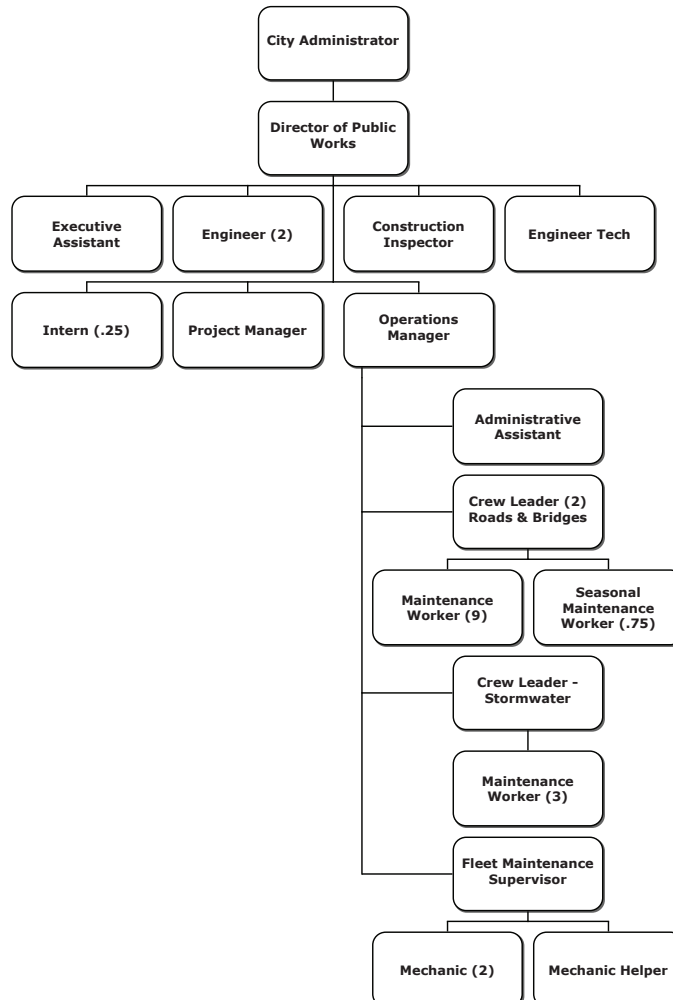 City Administrator
Director of Public
Works
Executive
Assistant
Engineer (2)
Construction
Inspector
Engineer Tech
Intern (.25)
Project Manager
Operations
Manager
Administrative
Assistant
Crew Leader (2)
Roads & Bridges
Maintenance
Worker (9)
Seasonal
Maintenance
Worker (.75)
Crew Leader -
Stormwater
Maintenance
Worker (3)
Fleet Maintenance
Supervisor
Mechanic (2)
Mechanic Helper